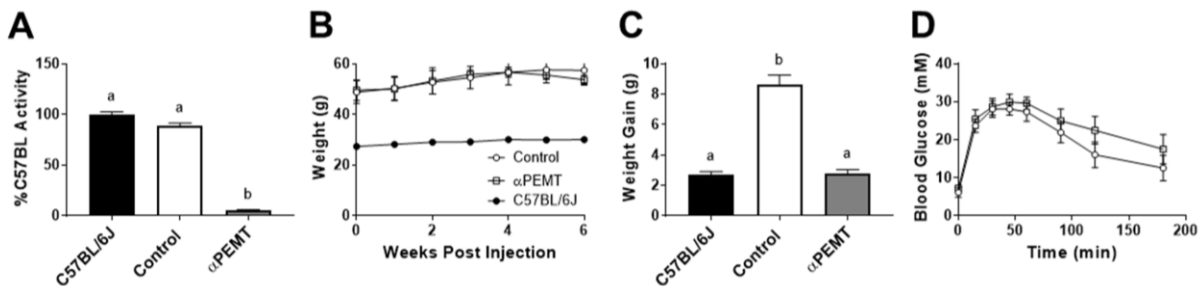 A
%C57BL Activity
150
100
50
0
a
a
b
C57BL/6J
Control
αPEMT
B
Weight (g)
60
40
20
0
Control
αPEMT
C57BL/6J
0
2
4
6
Weeks Post Injection
C
Weight Gain (g)
10
8
6
4
2
0
a
b
a
C57BL/6J
Control
αPEMT
D
Blood Glucose (mM)
40
30
20
10
0
0
50
100
150
200
Time (min)